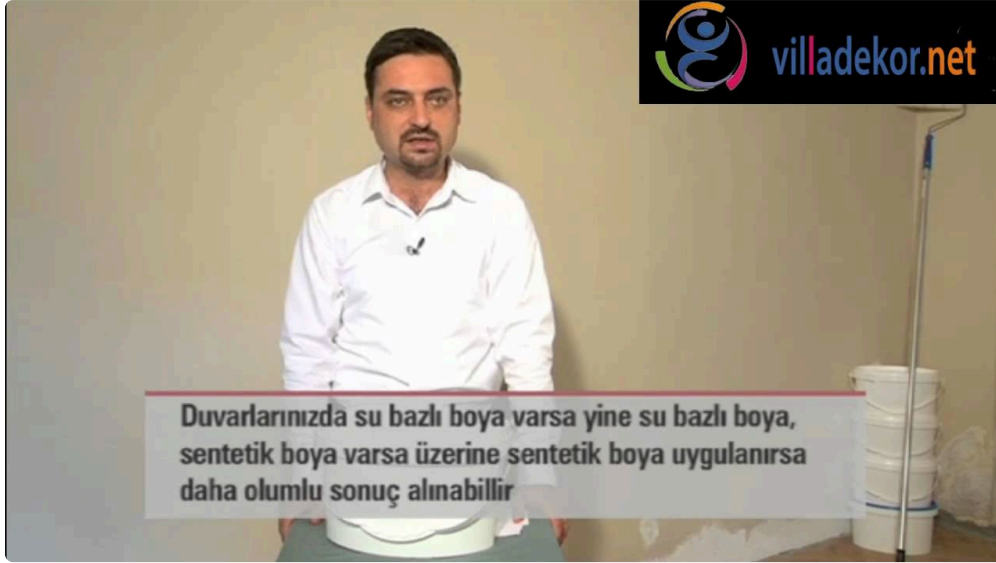 villadekor.net
Duvarlarınızda su bazlı boya varsa yine su bazlı boya,
sentetik boya varsa üzerine sentetik boya uygulanırsa
daha olumlu sonuç alınabillir